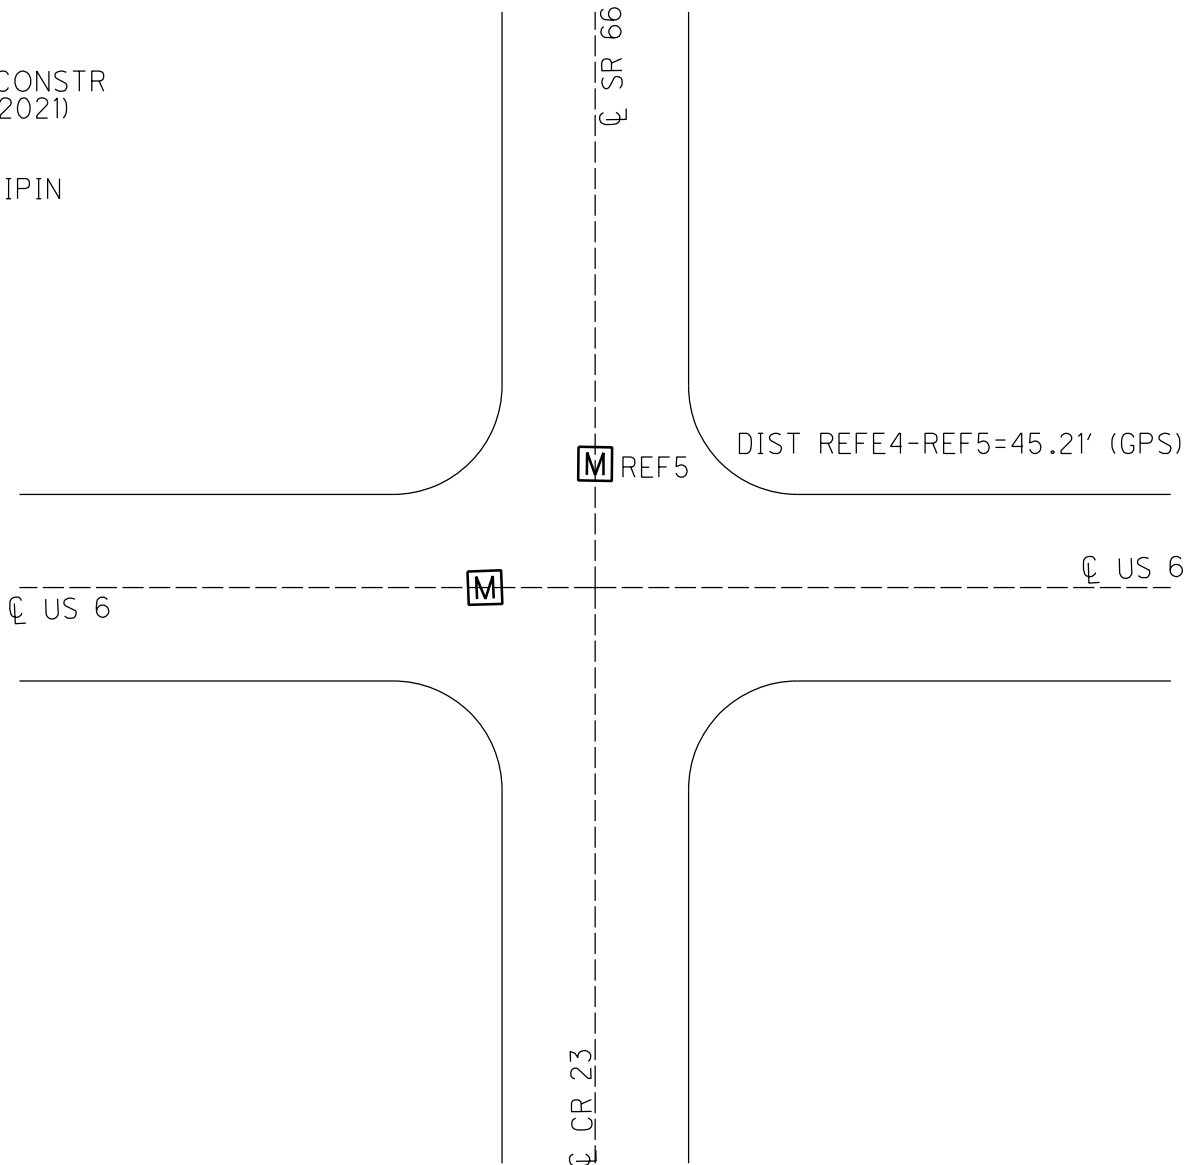 ℄ SR 66
CONSTR
2021)
IPIN
DIST REFE4-REF5=45.21' (GPS)
M REF5
℄ US 6
M
℄ US 6
℄ CR 23